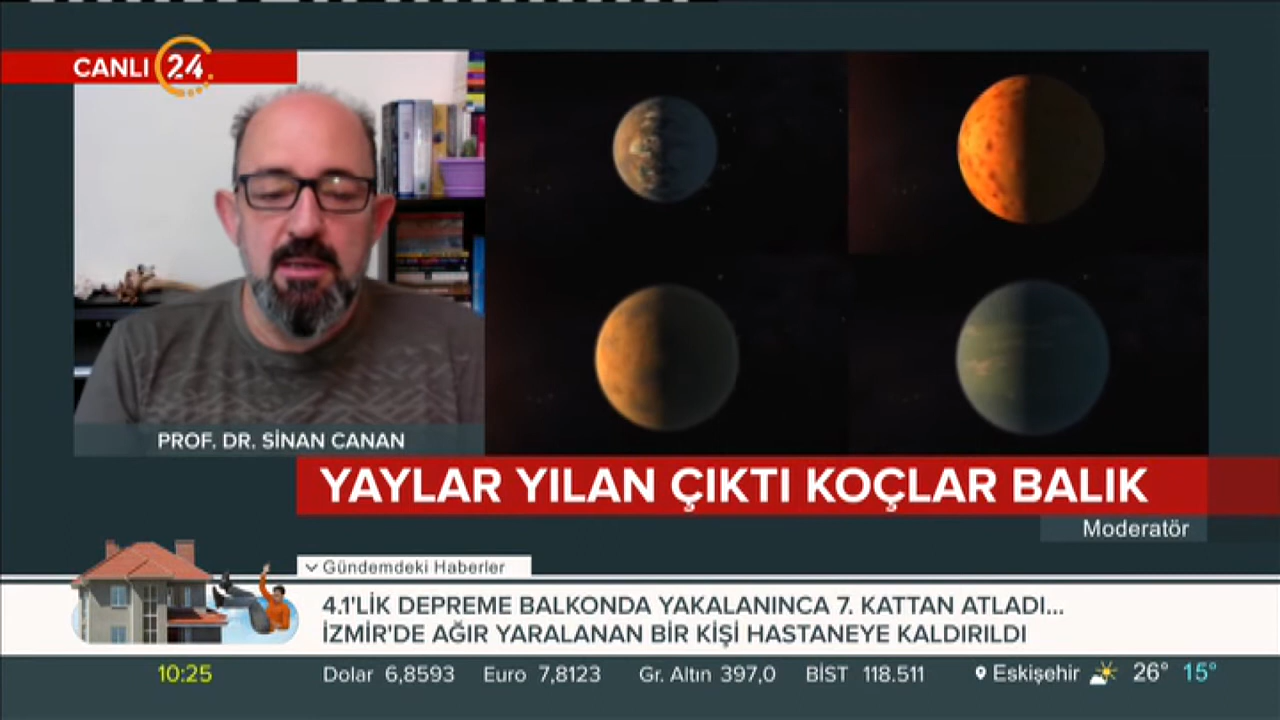 CANLI 24
PROF. DR. SİNAN CANAN
YAYLAR YILAN ÇIKTI KOÇLAR BALIK
Moderatör
Gündemdeki Haberler
4.1'LİK DEPREME BALKONDA YAKALANINCA 7. KATTAN ATLADI...
İZMİR'DE AĞIR YARALANAN BİR KİŞİ HASTANEYE KALDIRILDI
10:25 Dolar 6,8593 Euro 7,8123 Gr. Altın 397,0 BİST 118.511 Eskişehir 26° 15°